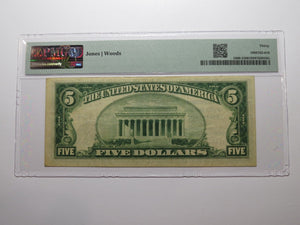 PMG
Jones | Woods
Thirty
THE UNITED STATES OF AMERICA
5 5
FIVE FIVE
FIVE DOLLARS